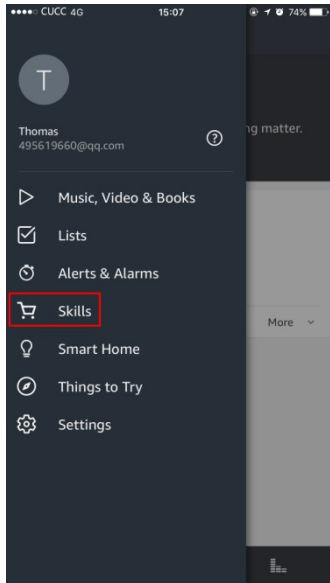 CUCC 4G 15:07 74%
T
Thomas
495619660@qq.com
ng matter.
Music, Video & Books
Lists
Alerts & Alarms
Skills
More
Smart Home
Things to Try
Settings